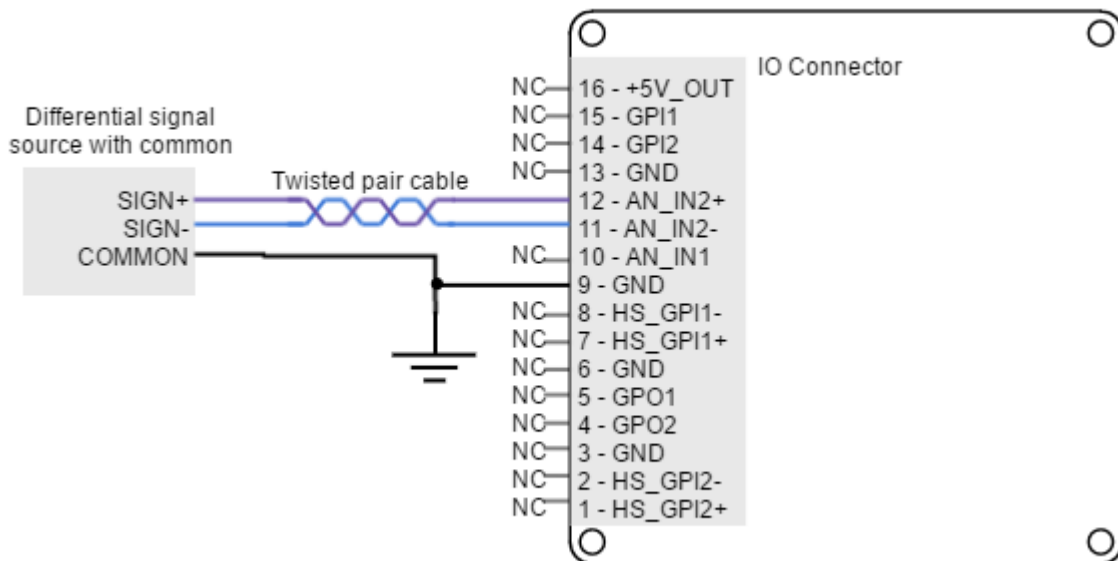 IO Connector
NC 16 - +5V_OUT
NC 15 - GPI1
NC 14 - GPI2
NC 13 - GND
Differential signal
source with common
Twisted pair cable
SIGN+
SIGN-
COMMON
12 - AN_IN2+
11 - AN_IN2-
NC 10 - AN_IN1
9 - GND
NC 8 - HS_GPI1-
NC 7 - HS_GPI1+
NC 6 - GND
NC 5 - GPO1
NC 4 - GPO2
NC 3 - GND
NC 2 - HS_GPI2-
NC 1 - HS_GPI2+